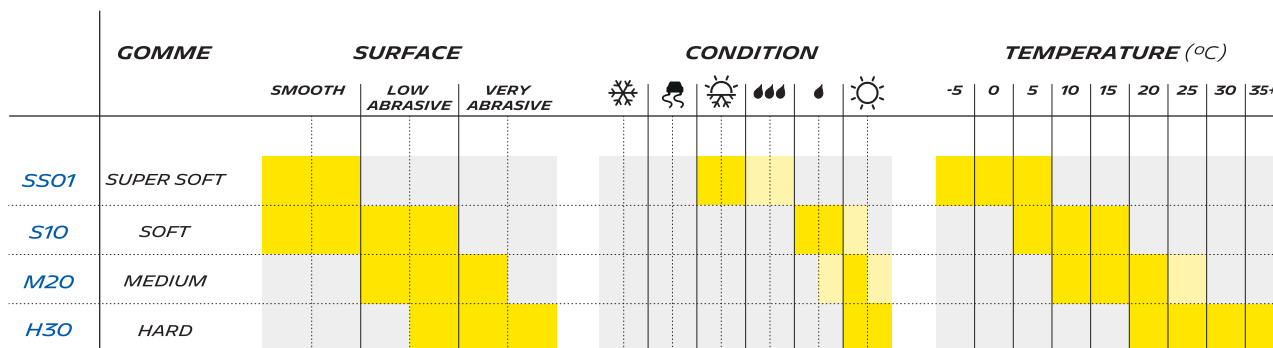 GOMME SURFACE CONDITION TEMPERATURE (ºC)
SMOOTH LOW ABRASIVE VERY ABRASIVE -5 0 5 10 15 20 25 30 35+
SS01 SUPER SOFT
S10 SOFT
M20 MEDIUM
H30 HARD